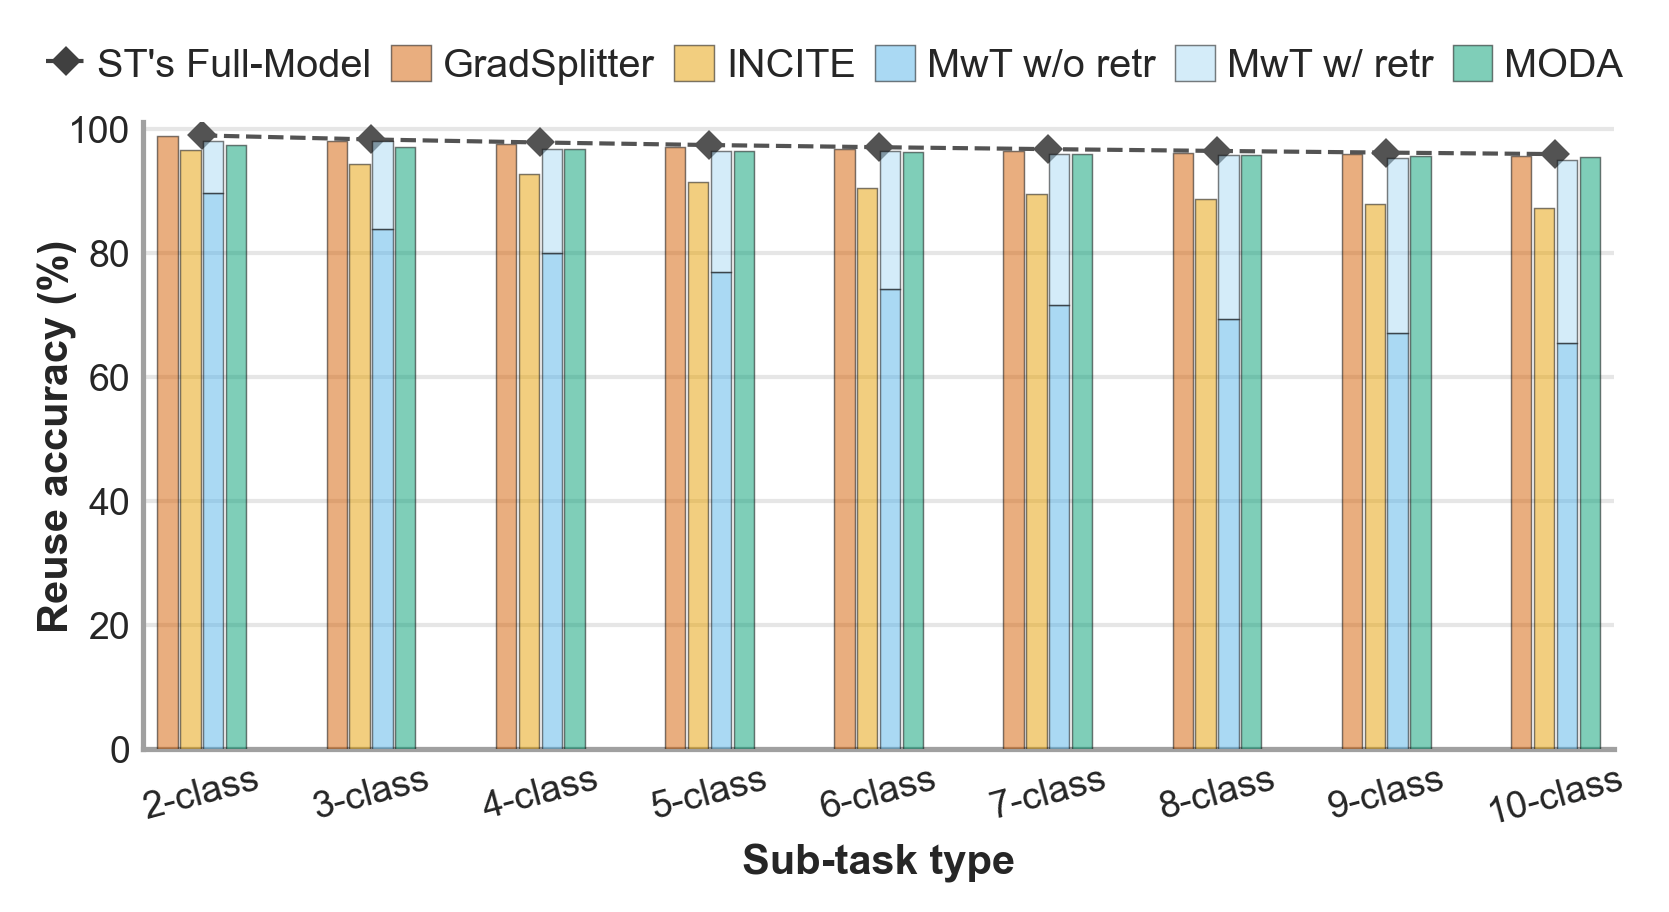 ST's Full-Model GradSplitter INCITE MwT w/o retr MwT w/ retr MODA
100
80
60
40
20
0
Reuse accuracy (%)
2-class 3-class 4-class 5-class 6-class 7-class 8-class 9-class 10-class
Sub-task type